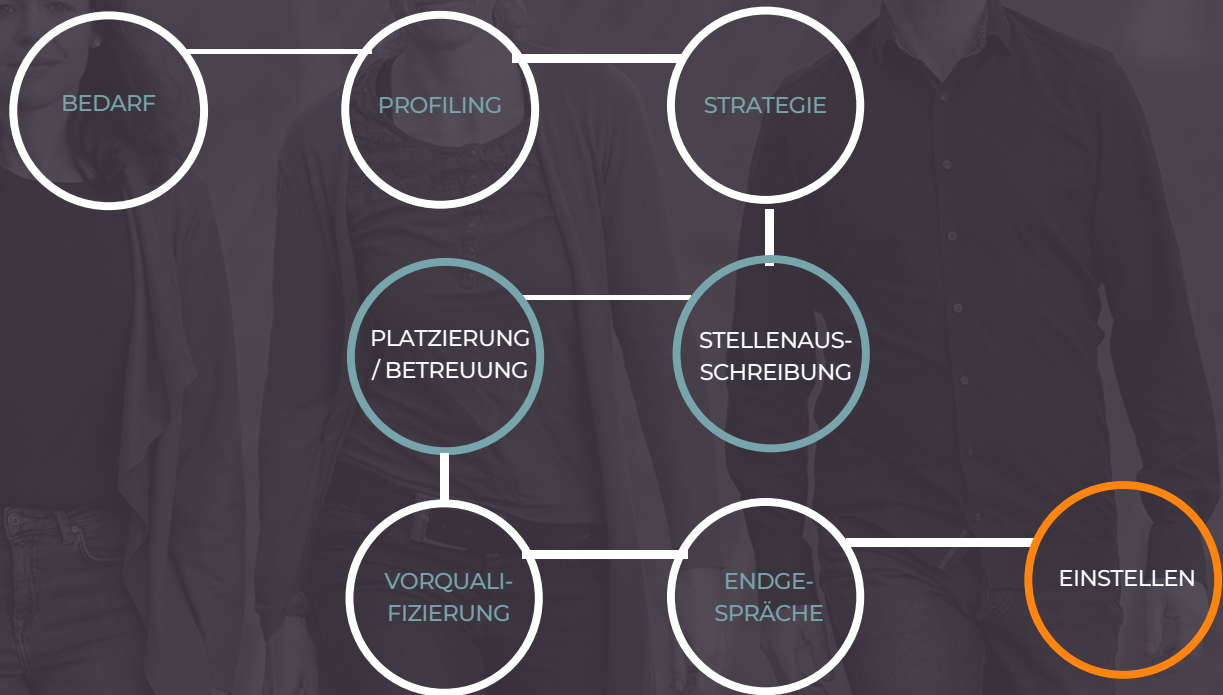 BEDARF
PROFILING
STRATEGIE
PLATZIERUNG
/ BETREUUNG
STELLENAUS-
SCHREIBUNG
VORQUALI-
FIZIERUNG
ENDGE-
SPRÄCHE
EINSTELLEN